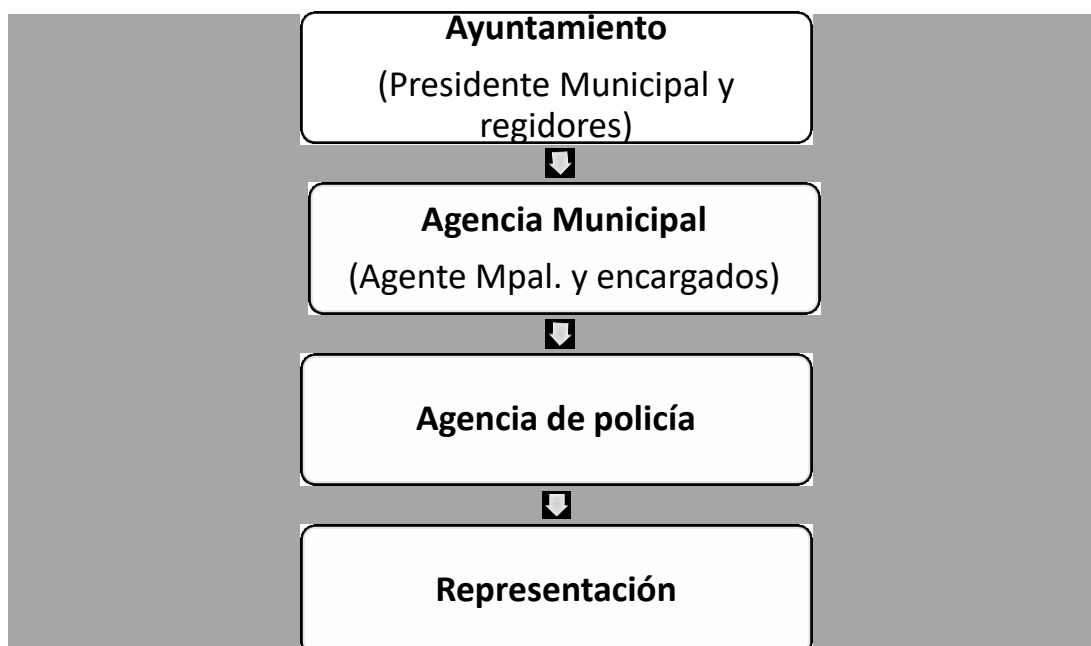 Ayuntamiento
(Presidente Municipal y
regidores)
Agencia Municipal
(Agente Mpal. y encargados)
Agencia de policía
Representación